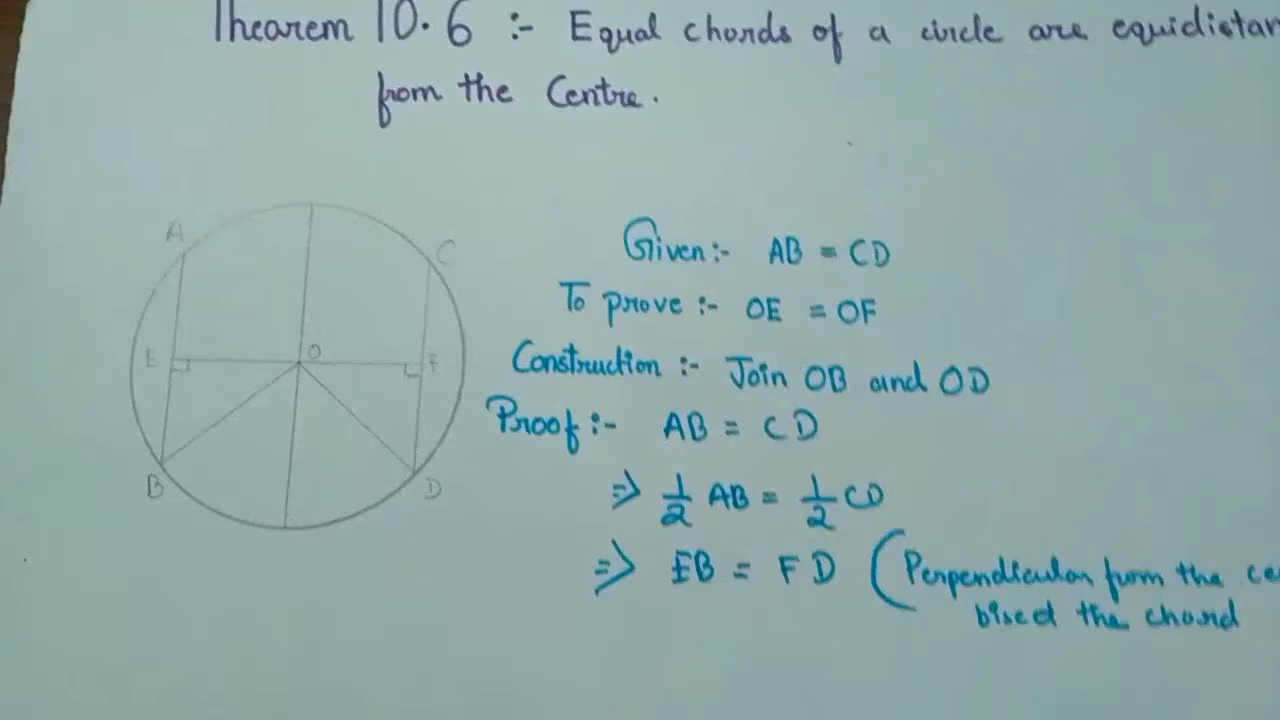 Thearem 10.6 :- Equal chords of a circle are equidistan
from the Centre.
A
C
Given :- AB = CD
To prove :- OE = OF
E O F
Construction :- Join OB and OD
Proof :- AB = CD
B D
=> 1/2 AB = 1/2 CD
=> EB = FD (Perpendicular from the ce
bisect the chord